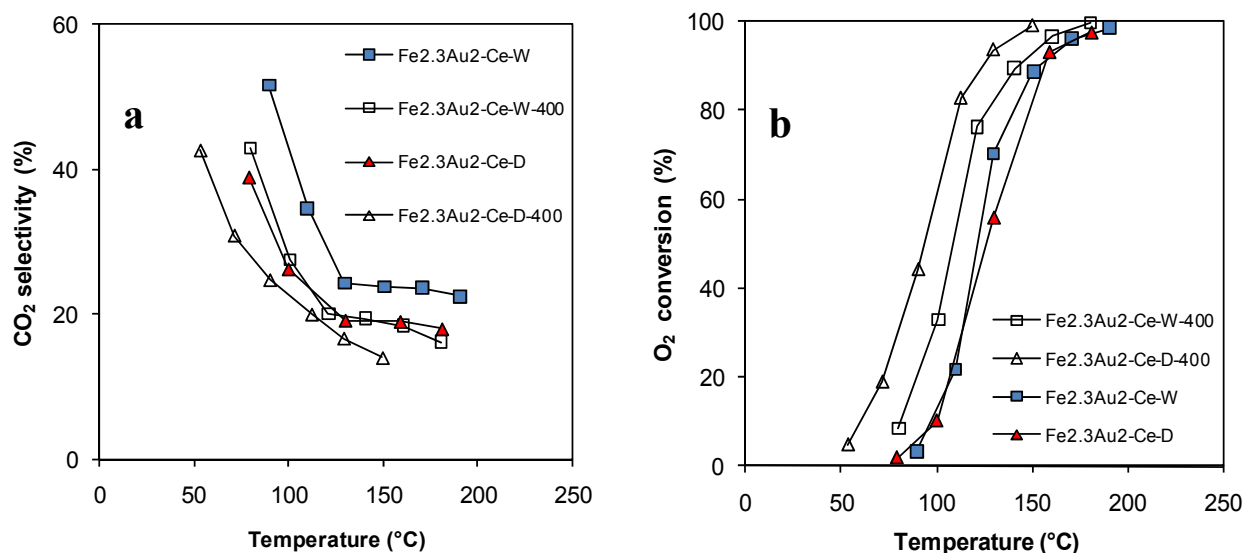 60
40
20
0
CO₂ selectivity (%)
a
Fe2.3Au2-Ce-W
Fe2.3Au2-Ce-W-400
Fe2.3Au2-Ce-D
Fe2.3Au2-Ce-D-400
0 50 100 150 200 250
Temperature (°C)
100
80
60
40
20
0
O₂ conversion (%)
b
Fe2.3Au2-Ce-W-400
Fe2.3Au2-Ce-D-400
Fe2.3Au2-Ce-W
Fe2.3Au2-Ce-D
0 50 100 150 200 250
Temperature (°C)